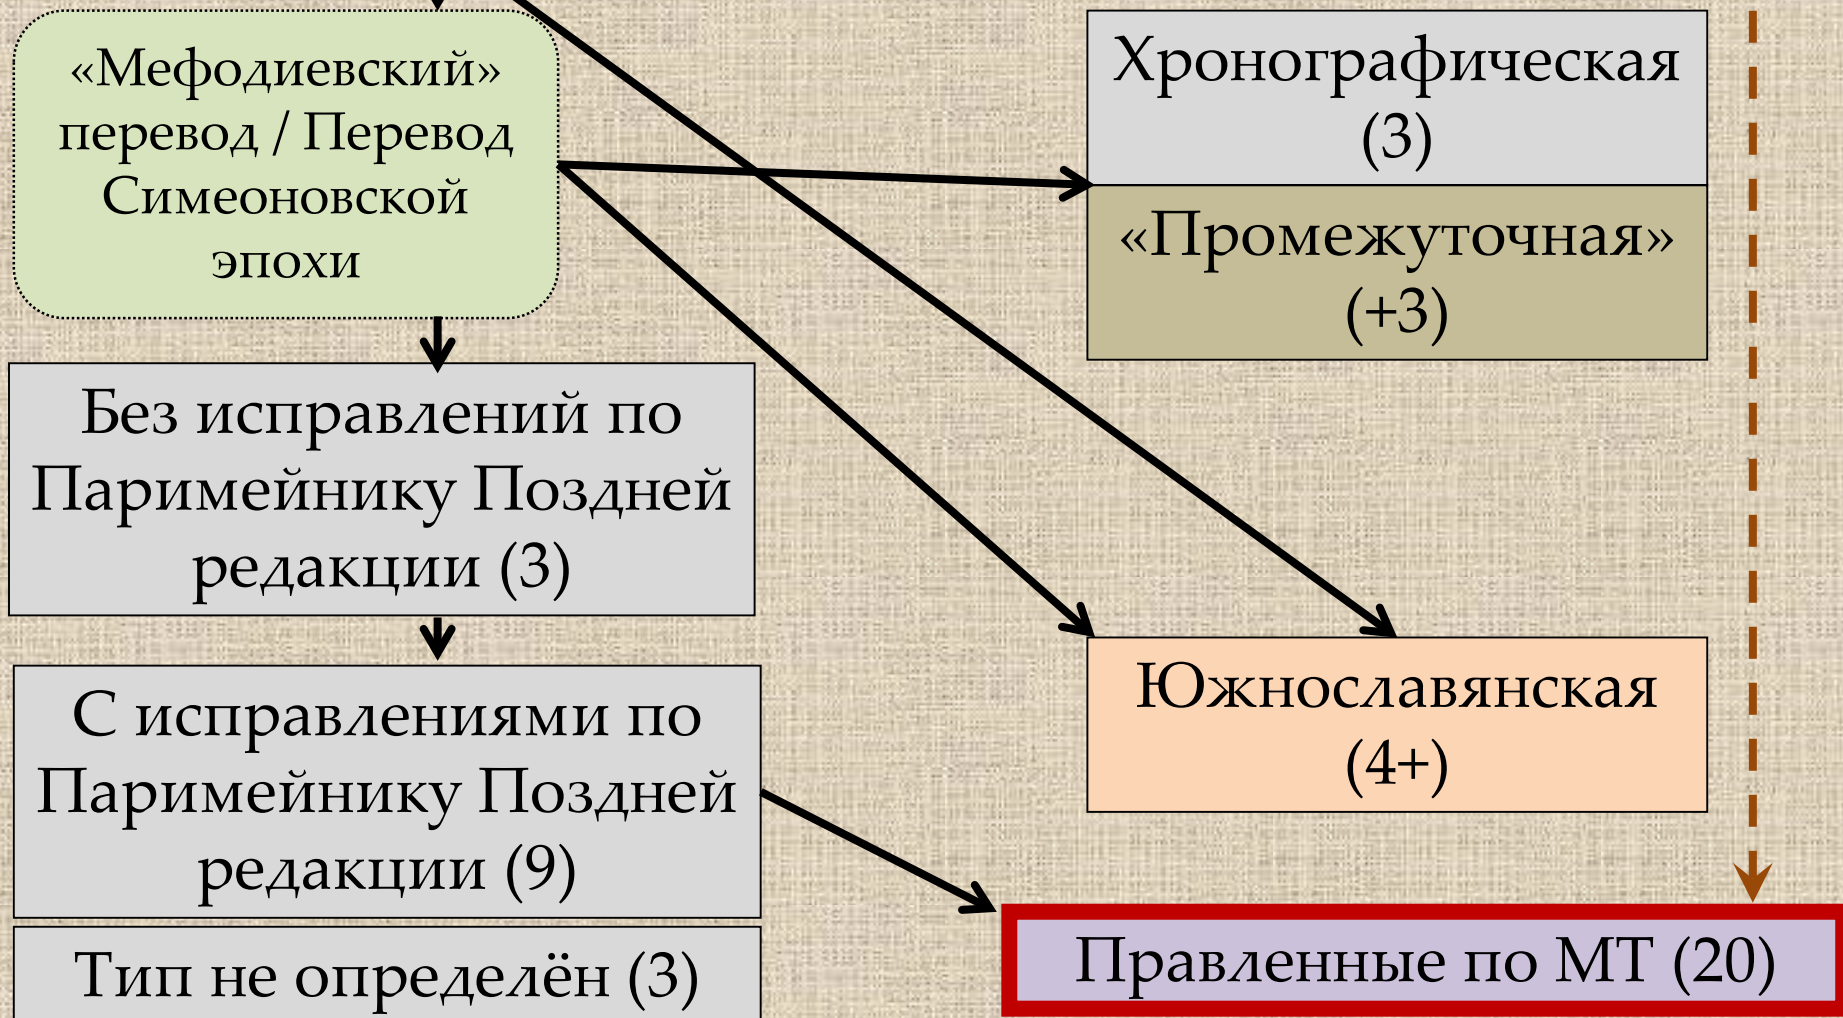 «Мефодиевский»
перевод / Перевод
Симеоновской
эпохи
Хронографическая
(3)
«Промежуточная»
(+3)
Без исправлений по
Паримейнику Поздней
редакции (3)
Южнославянская
(4+)
С исправлениями по
Паримейнику Поздней
редакции (9)
Тип не определён (3)
Правленные по МТ (20)